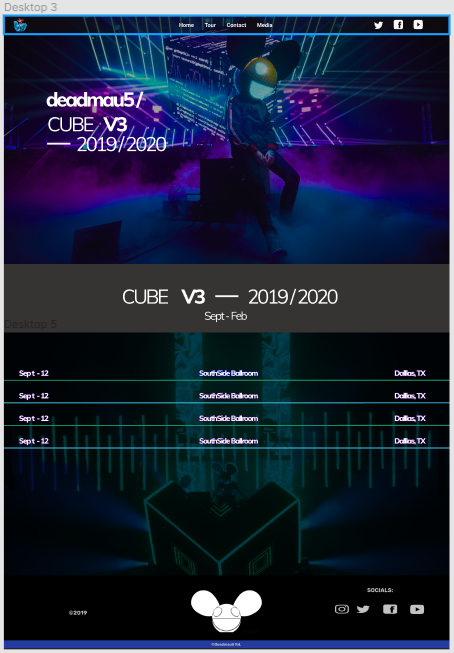 Desktop 3
Home Tour Contact Media
deadmau5/
CUBE V3
— 2019/2020
CUBE V3 — 2019/2020
Sept - Feb
Desktop 5
Sept - 12 SouthSide Ballroom Dallas, TX
Sept - 12 SouthSide Ballroom Dallas, TX
Sept - 12 SouthSide Ballroom Dallas, TX
Sept - 12 SouthSide Ballroom Dallas, TX
SOCIALS:
©2019